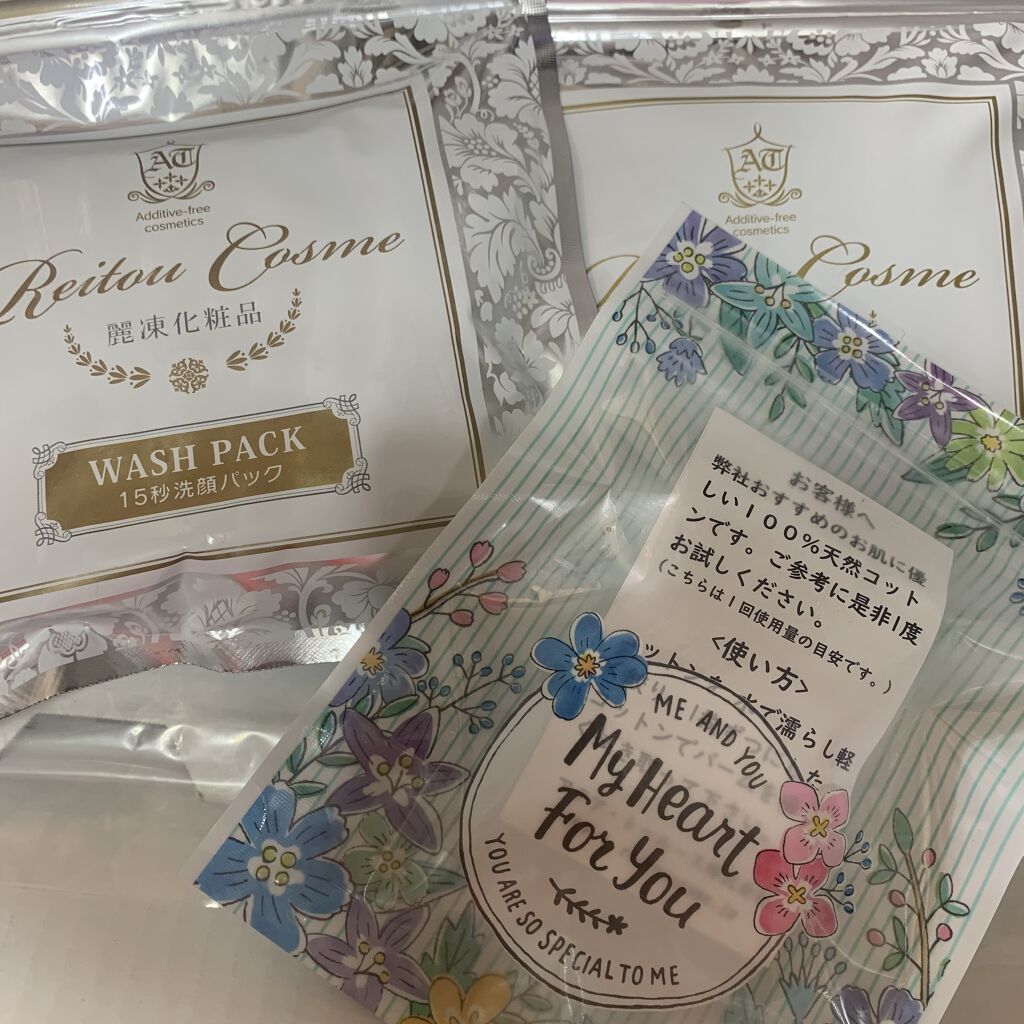 AT
Additive-free
cosmetics
Reitou Cosme
麗凍化粧品
WASH PACK
15秒洗顔パック
AT
Additive-free
cosmetics
Cosme
お客様へ
弊社おすすめのお肌に優
しい100%天然コット
ンです。ご参考に是非1度
お試しください。
(こちらは1回使用量の目安です。)
<使い方>
で濡らし軽
ME AND YOU
My Heart
For You
YOU ARE SO SPECIAL TO ME